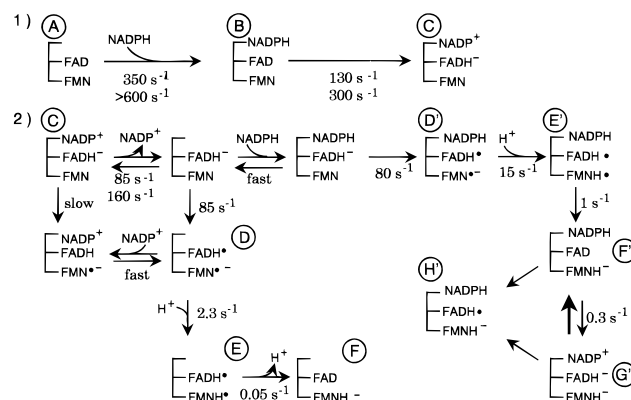 1) A B C
NADPH NADPH NADP⁺
FAD 350 s⁻¹ FAD 130 s⁻¹ FADH⁻
FMN >600 s⁻¹ FMN 300 s⁻¹ FMN
2) C D' E'
NADP⁺ NADP⁺ NADPH NADPH NADPH H⁺ NADPH
FADH⁻ FADH⁻ FADH⁻ FADH• FADH•
FMN 85 s⁻¹ FMN fast FMN 80 s⁻¹ FMN•⁻ 15 s⁻¹ FMNH•
160 s⁻¹
slow 85 s⁻¹ 1 s⁻¹
NADP⁺ NADP⁺ D NADPH
FADH FADH• FAD F'
FMN•⁻ fast FMN•⁻ H' FMNH⁻
NADPH
H⁺ 2.3 s⁻¹ FADH• 0.3 s⁻¹
FMNH⁻
E H⁺ F NADP⁺
FADH• FAD FADH⁻ G'
FMNH• 0.05 s⁻¹ FMNH⁻ FMNH⁻